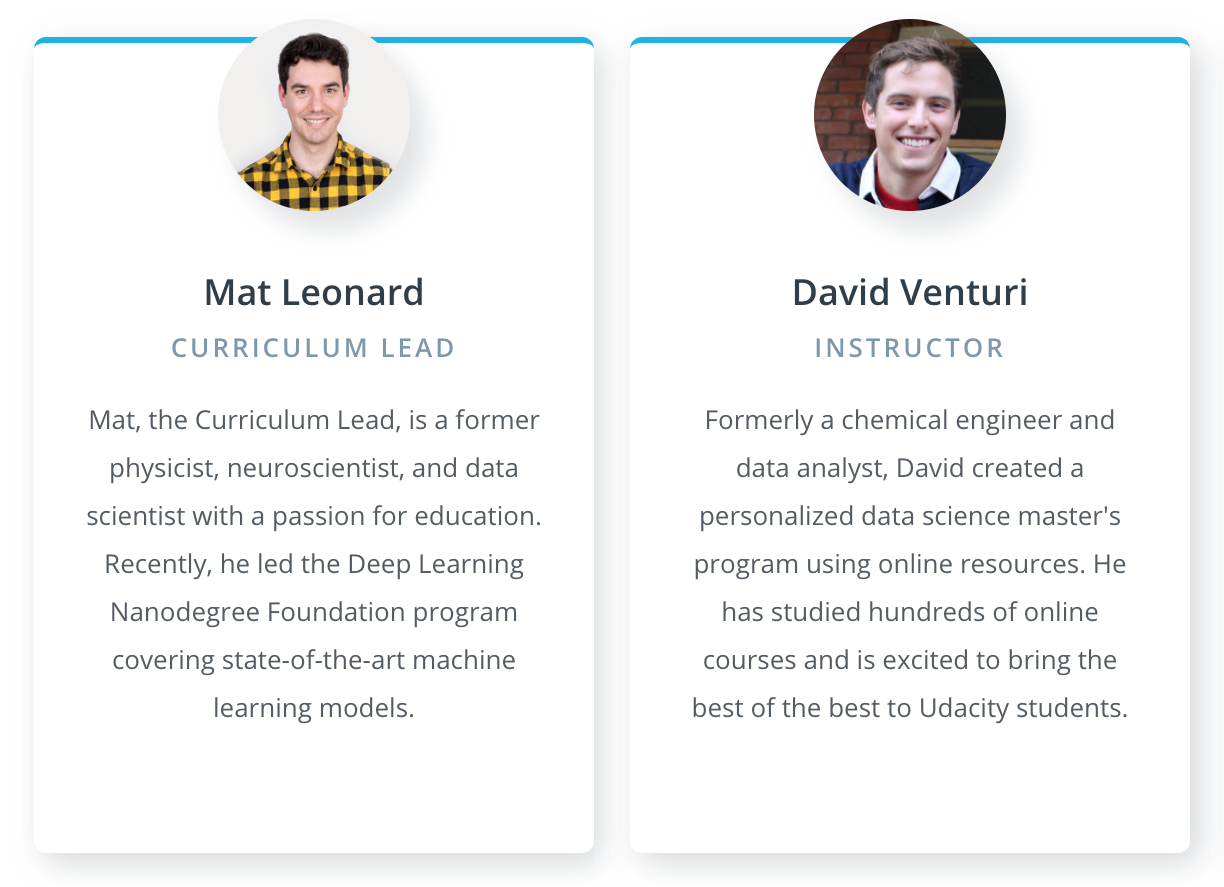 Mat Leonard
CURRICULUM LEAD
Mat, the Curriculum Lead, is a former
physicist, neuroscientist, and data
scientist with a passion for education.
Recently, he led the Deep Learning
Nanodegree Foundation program
covering state-of-the-art machine
learning models.
David Venturi
INSTRUCTOR
Formerly a chemical engineer and
data analyst, David created a
personalized data science master's
program using online resources. He
has studied hundreds of online
courses and is excited to bring the
best of the best to Udacity students.